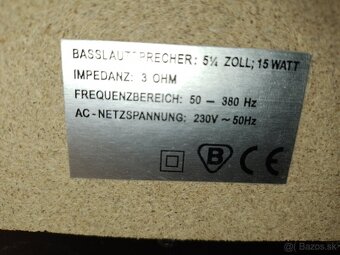 BASSLAUTSPRECHER: 5¼ ZOLL; 15 WATT
IMPEDANZ: 3 OHM
FREQUENZBEREICH: 50 – 380 Hz
AC-NETZSPANNUNG: 230V ~ 50Hz
B CE
Bazos.sk